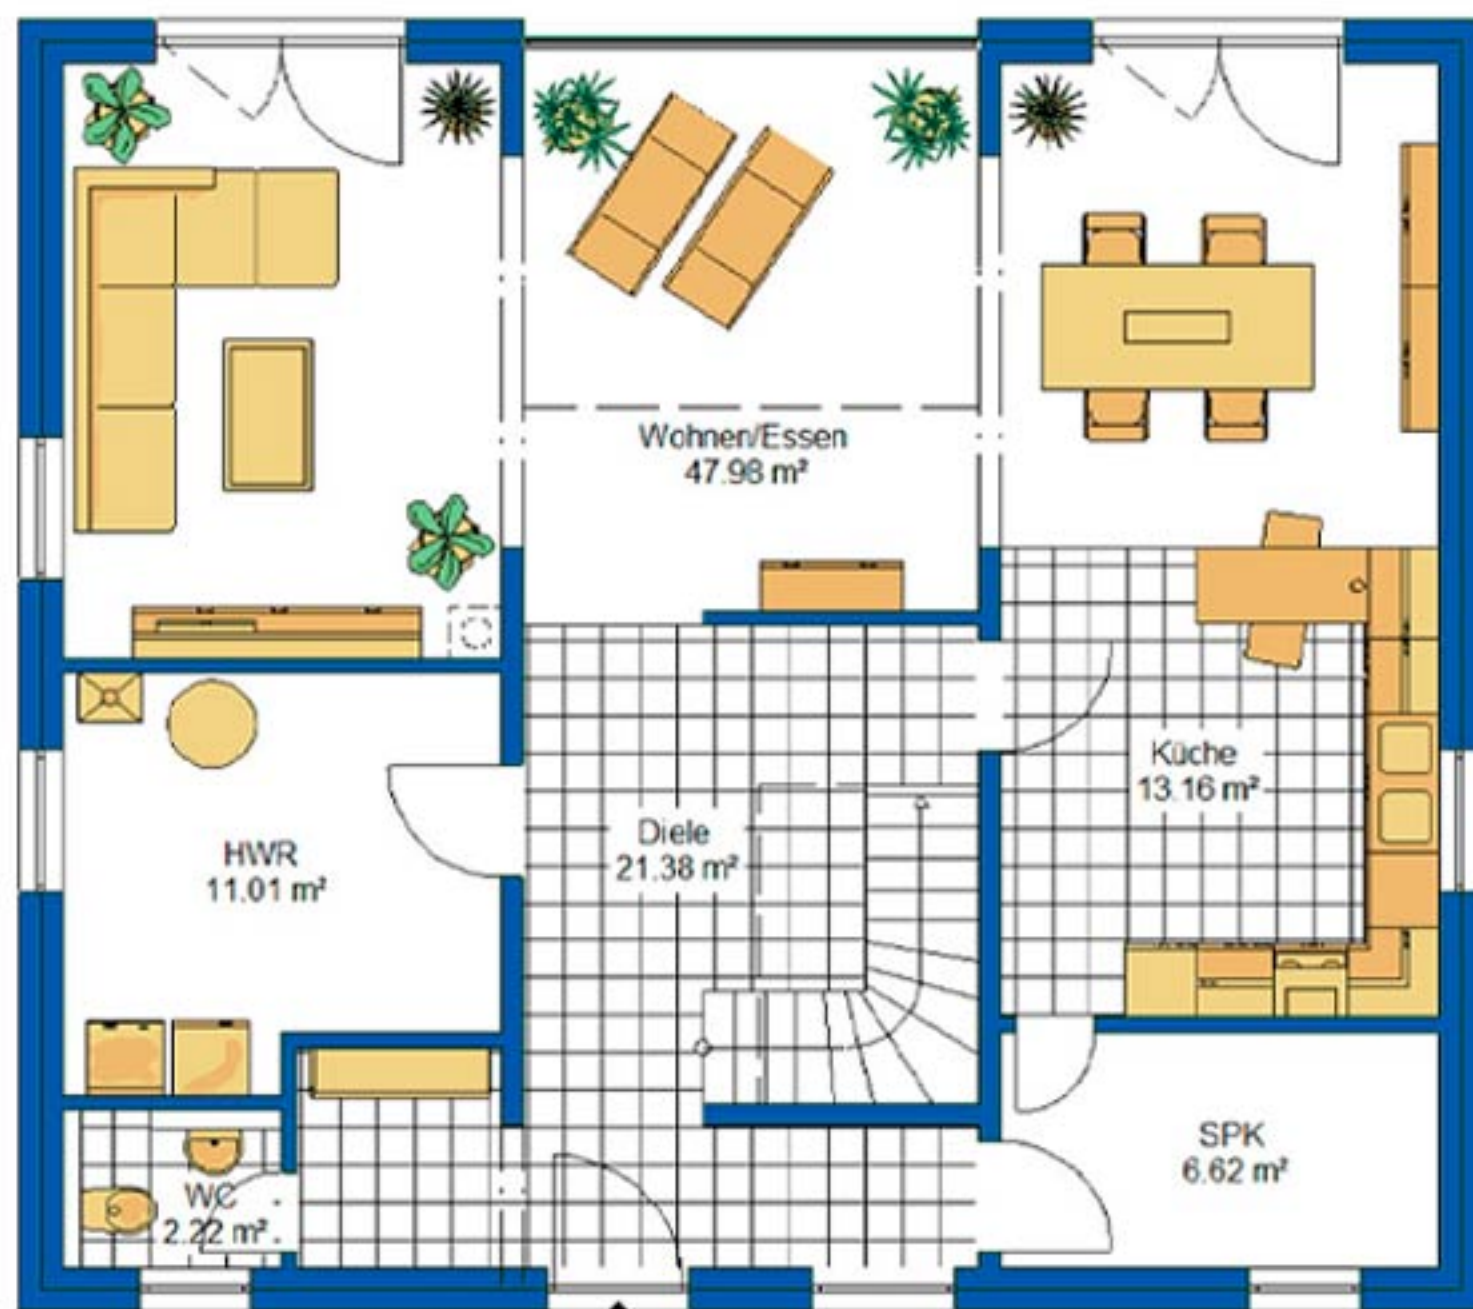 Wohnen/Essen
47.98 m²
Küche
13.16 m²
Diele
21.38 m²
HWR
11.01 m²
SPK
6.62 m²
WC
2.22 m²